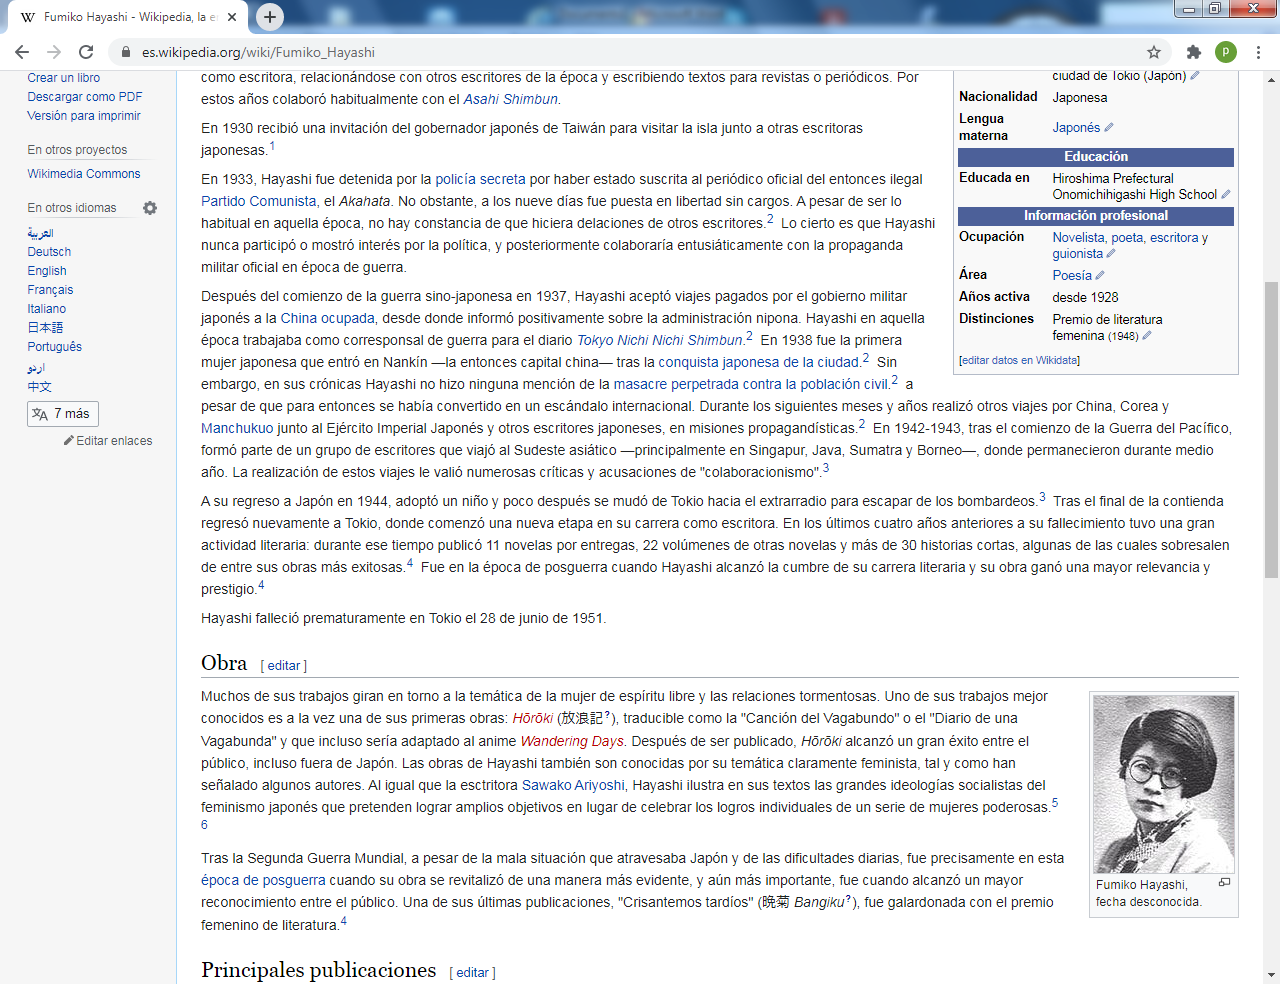 Fumiko Hayashi - Wikipedia, la e
es.wikipedia.org/wiki/Fumiko_Hayashi
p
Crear un libro
Descargar como PDF
Versión para imprimir
En otros proyectos
Wikimedia Commons
En otros idiomas
العربية
Deutsch
English
Français
Italiano
日本語
Português
اردو
中文
7 más
Editar enlaces
como escritora, relacionándose con otros escritores de la época y escribiendo textos para revistas o periódicos. Por
estos años colaboró habitualmente con el Asahi Shimbun.
En 1930 recibió una invitación del gobernador japonés de Taiwán para visitar la isla junto a otras escritoras
japonesas.1
En 1933, Hayashi fue detenida por la policía secreta por haber estado suscrita al periódico oficial del entonces ilegal
Partido Comunista, el Akahata. No obstante, a los nueve días fue puesta en libertad sin cargos. A pesar de ser lo
habitual en aquella época, no hay constancia de que hiciera delaciones de otros escritores.2 Lo cierto es que Hayashi
nunca participó o mostró interés por la política, y posteriormente colaboraría entusiáticamente con la propaganda
militar oficial en época de guerra.
Después del comienzo de la guerra sino-japonesa en 1937, Hayashi aceptó viajes pagados por el gobierno militar
japonés a la China ocupada, desde donde informó positivamente sobre la administración nipona. Hayashi en aquella
época trabajaba como corresponsal de guerra para el diario Tokyo Nichi Nichi Shimbun.2 En 1938 fue la primera
mujer japonesa que entró en Nankín —la entonces capital china— tras la conquista japonesa de la ciudad.2 Sin
embargo, en sus crónicas Hayashi no hizo ninguna mención de la masacre perpetrada contra la población civil.2 a
pesar de que para entonces se había convertido en un escándalo internacional. Durante los siguientes meses y años realizó otros viajes por China, Corea y
Manchukuo junto al Ejército Imperial Japonés y otros escritores japoneses, en misiones propagandísticas.2 En 1942-1943, tras el comienzo de la Guerra del Pacífico,
formó parte de un grupo de escritores que viajó al Sudeste asiático —principalmente en Singapur, Java, Sumatra y Borneo—, donde permanecieron durante medio
año. La realización de estos viajes le valió numerosas críticas y acusaciones de "colaboracionismo".3
A su regreso a Japón en 1944, adoptó un niño y poco después se mudó de Tokio hacia el extrarradio para escapar de los bombardeos.3 Tras el final de la contienda
regresó nuevamente a Tokio, donde comenzó una nueva etapa en su carrera como escritora. En los últimos cuatro años anteriores a su fallecimiento tuvo una gran
actividad literaria: durante ese tiempo publicó 11 novelas por entregas, 22 volúmenes de otras novelas y más de 30 historias cortas, algunas de las cuales sobresalen
de entre sus obras más exitosas.4 Fue en la época de posguerra cuando Hayashi alcanzó la cumbre de su carrera literaria y su obra ganó una mayor relevancia y
prestigio.4
Hayashi falleció prematuramente en Tokio el 28 de junio de 1951.
ciudad de Tokio (Japón)
Nacionalidad Japonesa
Lengua materna Japonés
Educación
Educada en Hiroshima Prefectural
Onomichihigashi High School
Información profesional
Ocupación Novelista, poeta, escritora y
guionista
Área Poesía
Años activa desde 1928
Distinciones Premio de literatura
femenina (1948)
[editar datos en Wikidata]
Obra [ editar ]
Muchos de sus trabajos giran en torno a la temática de la mujer de espíritu libre y las relaciones tormentosas. Uno de sus trabajos mejor
conocidos es a la vez una de sus primeras obras: Hōrōki (放浪記?), traducible como la "Canción del Vagabundo" o el "Diario de una
Vagabunda" y que incluso sería adaptado al anime Wandering Days. Después de ser publicado, Hōrōki alcanzó un gran éxito entre el
público, incluso fuera de Japón. Las obras de Hayashi también son conocidas por su temática claramente feminista, tal y como han
señalado algunos autores. Al igual que la esctritora Sawako Ariyoshi, Hayashi ilustra en sus textos las grandes ideologías socialistas del
feminismo japonés que pretenden lograr amplios objetivos en lugar de celebrar los logros individuales de un serie de mujeres poderosas.5
6
Tras la Segunda Guerra Mundial, a pesar de la mala situación que atravesaba Japón y de las dificultades diarias, fue precisamente en esta
época de posguerra cuando su obra se revitalizó de una manera más evidente, y aún más importante, fue cuando alcanzó un mayor
reconocimiento entre el público. Una de sus últimas publicaciones, "Crisantemos tardíos" (晩菊 Bangiku?), fue galardonada con el premio
femenino de literatura.4
Fumiko Hayashi,
fecha desconocida.
Principales publicaciones [ editar ]